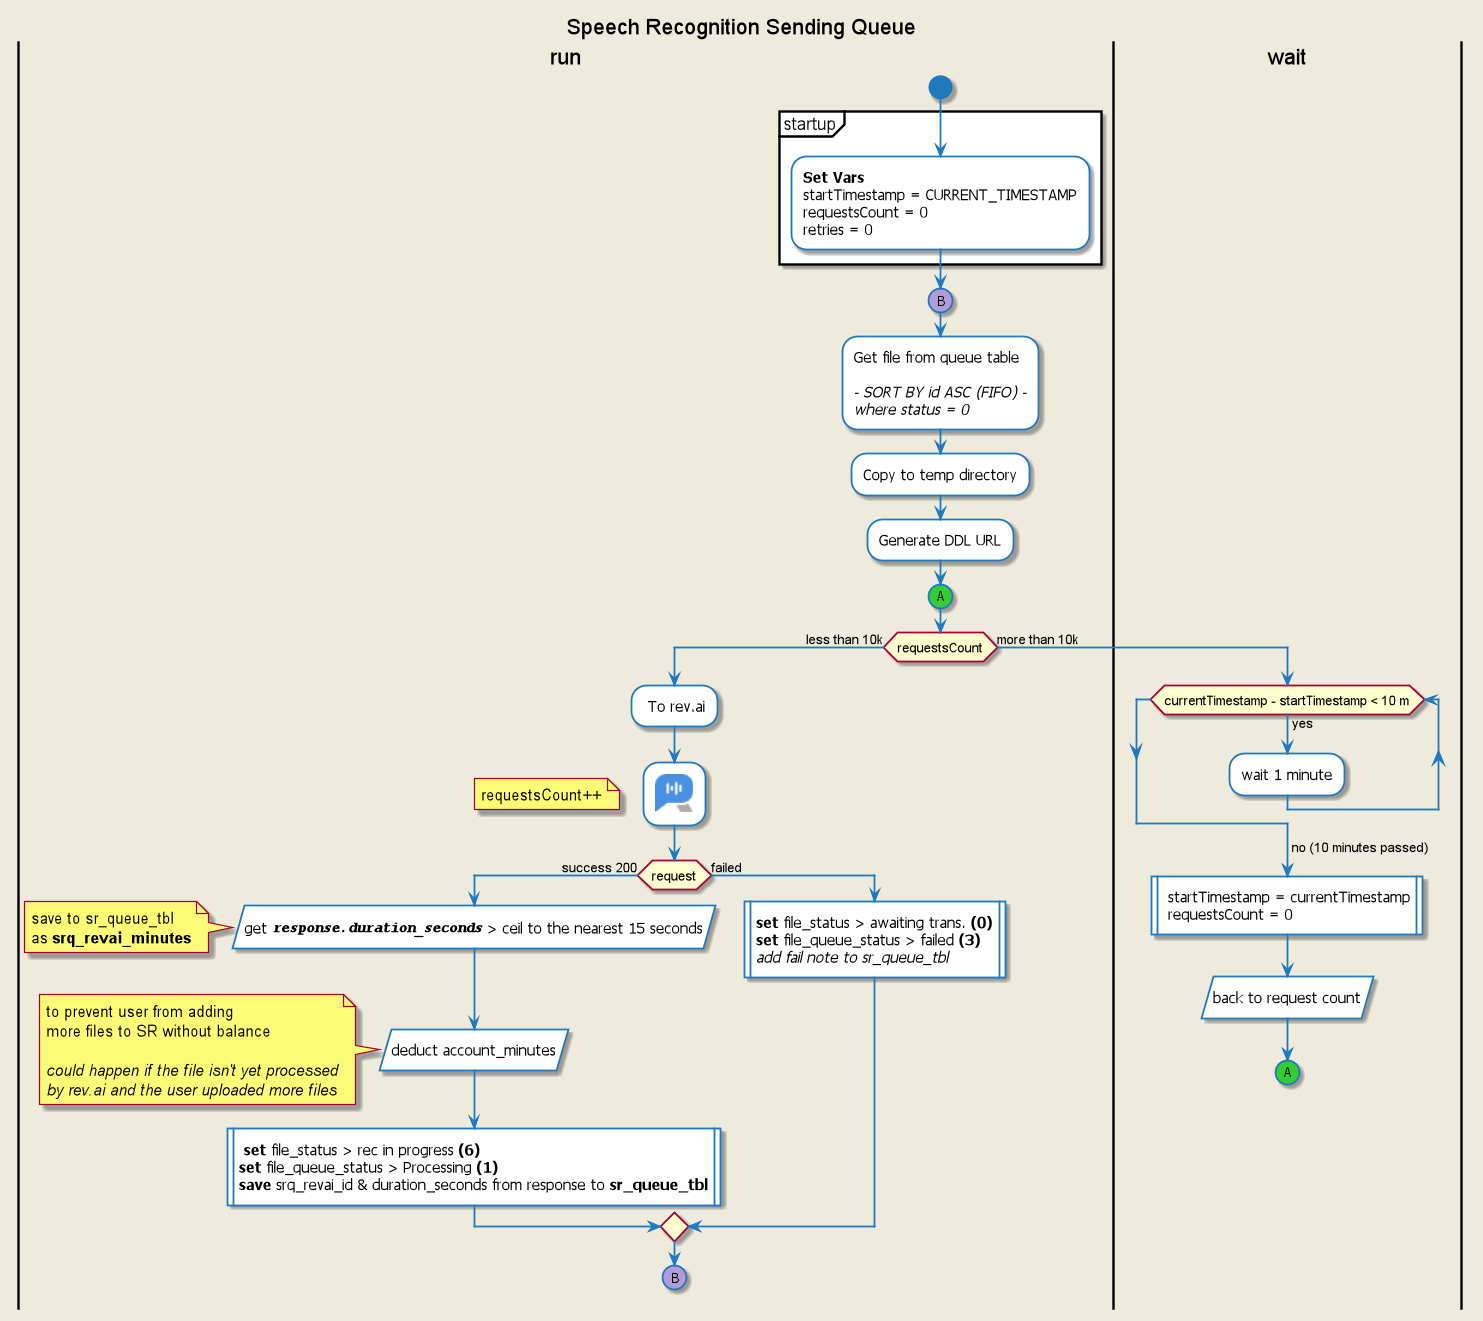 Speech Recognition Sending Queue
run
wait
startup
Set Vars
startTimestamp = CURRENT_TIMESTAMP
requestsCount = 0
retries = 0
B
Get file from queue table
- SORT BY id ASC (FIFO) -
where status = 0
Copy to temp directory
Generate DDL URL
A
less than 10k
requestsCount
more than 10k
To rev.ai
requestsCount++
request
success 200
failed
save to sr_queue_tbl
as srq_revai_minutes
get response.duration_seconds > ceil to the nearest 15 seconds
to prevent user from adding
more files to SR without balance
could happen if the file isn't yet processed
by rev.ai and the user uploaded more files
deduct account_minutes
set file_status > rec in progress (6)
set file_queue_status > Processing (1)
save srq_revai_id & duration_seconds from response to sr_queue_tbl
set file_status > awaiting trans. (0)
set file_queue_status > failed (3)
add fail note to sr_queue_tbl
B
currentTimestamp - startTimestamp < 10 m
yes
wait 1 minute
no (10 minutes passed)
startTimestamp = currentTimestamp
requestsCount = 0
back to request count
A